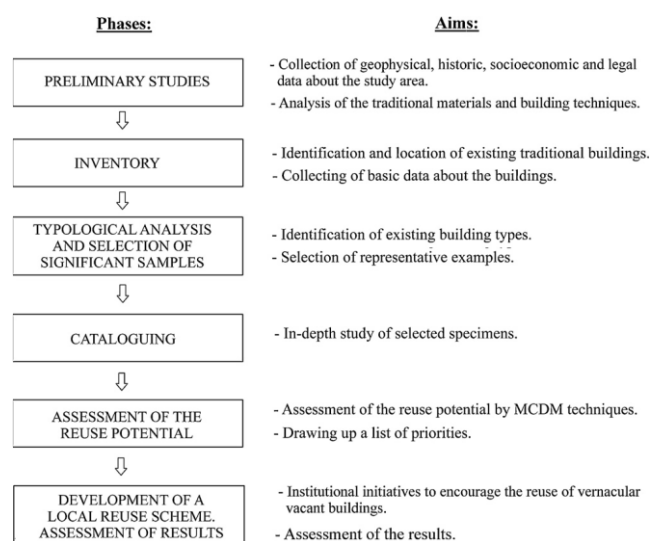 Phases:
Aims:
PRELIMINARY STUDIES
- Collection of geophysical, historic, socioeconomic and legal
data about the study area.
- Analysis of the traditional materials and building techniques.
INVENTORY
- Identification and location of existing traditional buildings.
- Collecting of basic data about the buildings.
TYPOLOGICAL ANALYSIS
AND SELECTION OF
SIGNIFICANT SAMPLES
- Identification of existing building types.
- Selection of representative examples.
CATALOGUING
- In-depth study of selected specimens.
ASSESSMENT OF THE
REUSE POTENTIAL
- Assessment of the reuse potential by MCDM techniques.
- Drawing up a list of priorities.
DEVELOPMENT OF A
LOCAL REUSE SCHEME.
ASSESSMENT OF RESULTS
- Institutional initiatives to encourage the reuse of vernacular
vacant buildings.
- Assessment of the results.